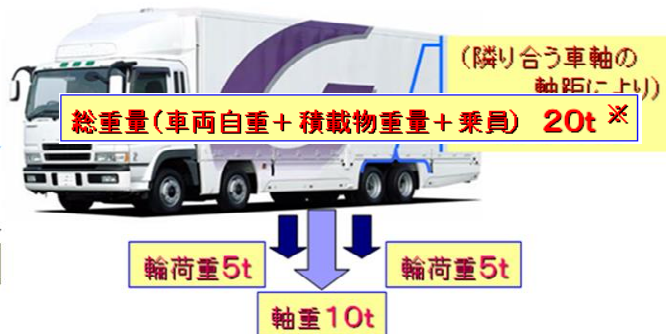 (隣り合う車軸の
軸距により)
総重量(車両自重+積載物重量+乗員) 20t ※
輪荷重5t
輪荷重5t
軸重10t